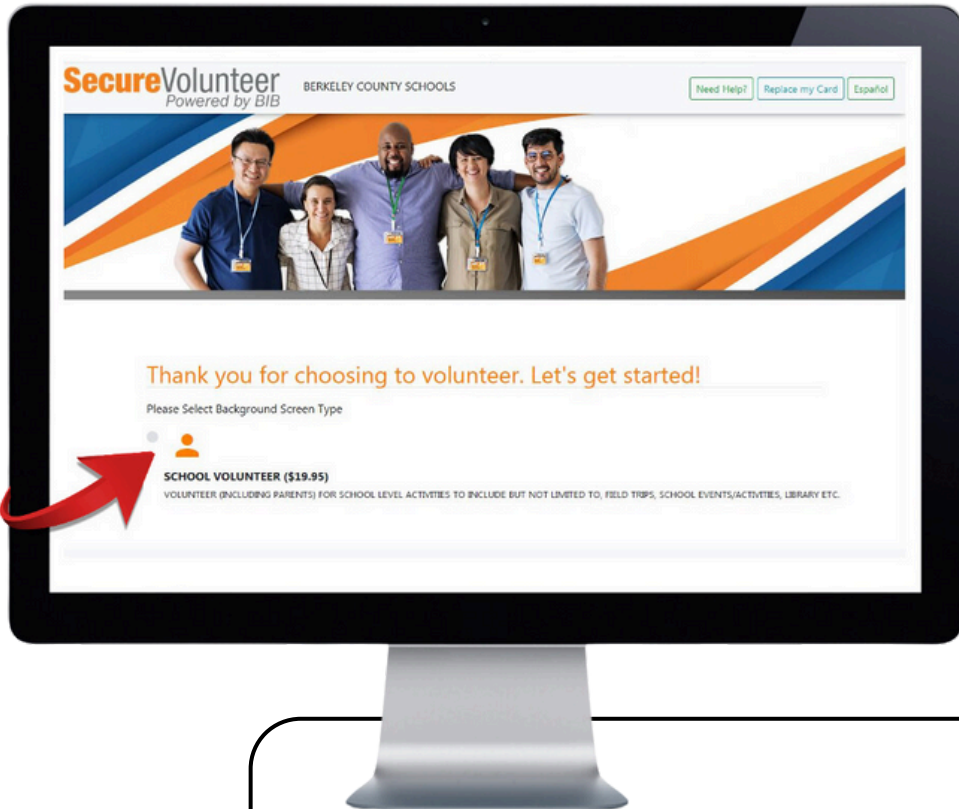 SecureVolunteer
Powered by BIB
BERKELEY COUNTY SCHOOLS
Need Help?
Replace my Card
Español
Thank you for choosing to volunteer. Let's get started!
Please Select Background Screen Type
SCHOOL VOLUNTEER ($19.95)
VOLUNTEER (INCLUDING PARENTS) FOR SCHOOL LEVEL ACTIVITIES TO INCLUDE BUT NOT LIMITED TO, FIELD TRIPS, SCHOOL EVENTS/ACTIVITIES, LIBRARY ETC.